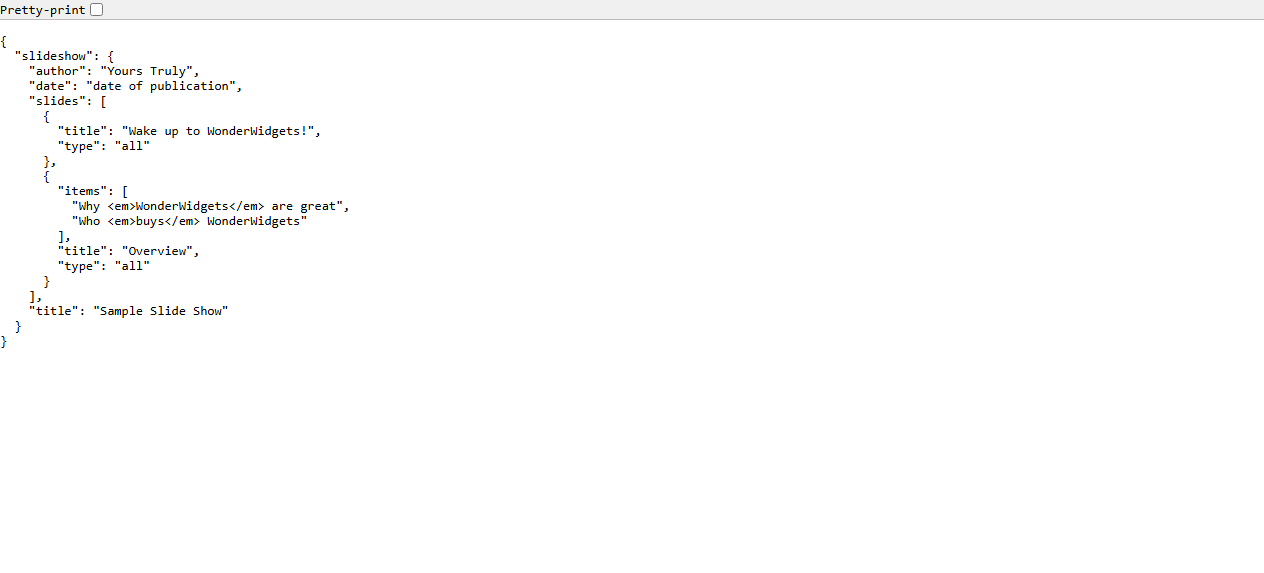 Pretty-print
{
  "slideshow": {
    "author": "Yours Truly",
    "date": "date of publication",
    "slides": [
      {
        "title": "Wake up to WonderWidgets!",
        "type": "all"
      },
      {
        "items": [
          "Why <em>WonderWidgets</em> are great",
          "Who <em>buys</em> WonderWidgets"
        ],
        "title": "Overview",
        "type": "all"
      }
    ],
    "title": "Sample Slide Show"
  }
}